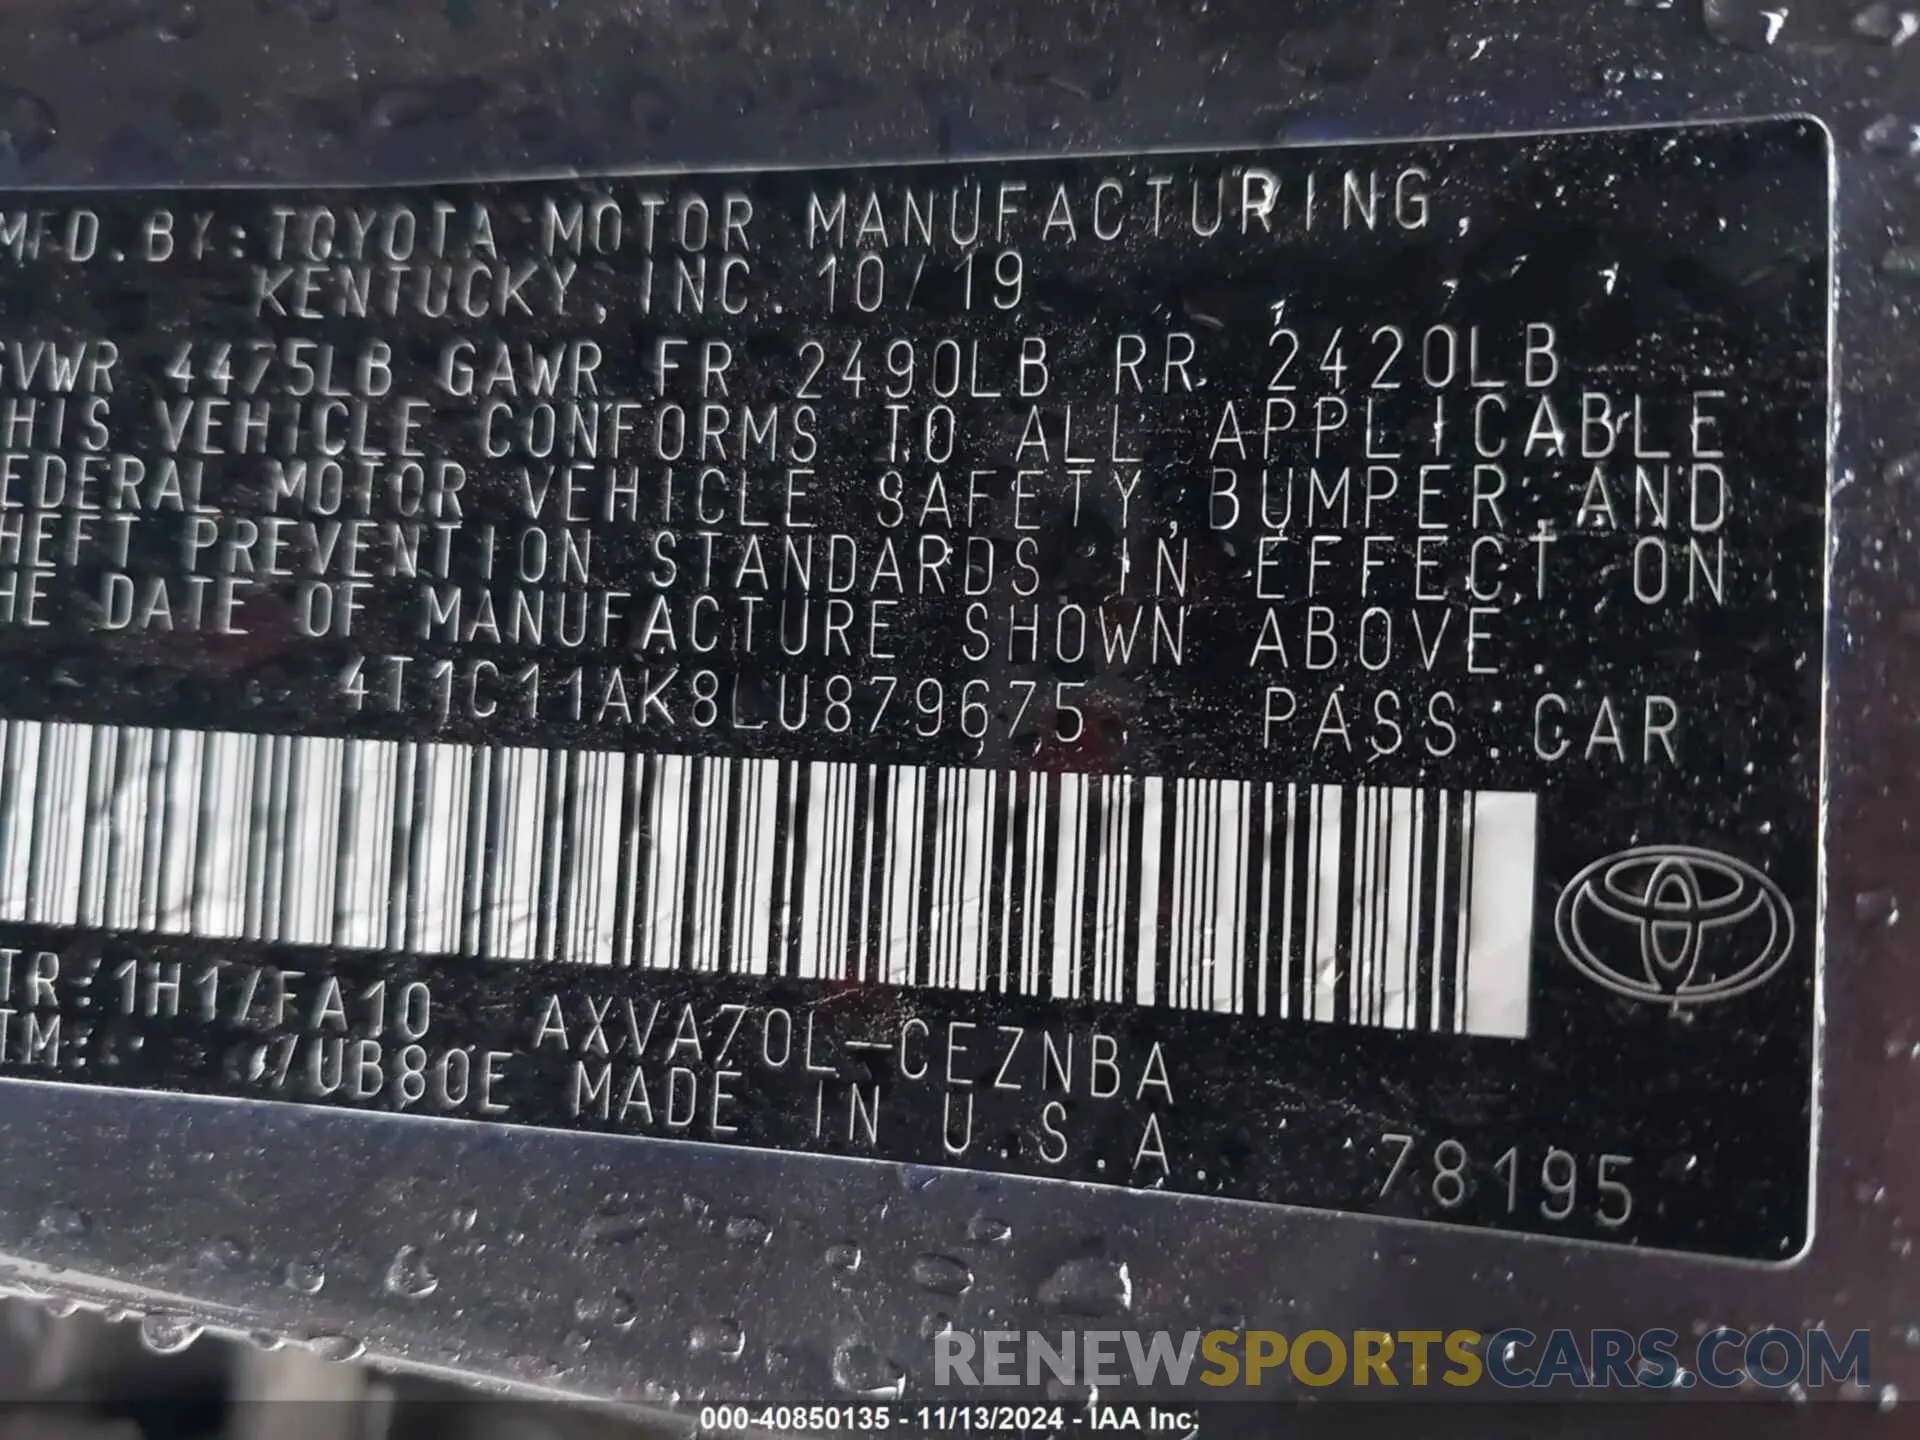 MFD. BY: TOYOTA MOTOR MANUFACTURING,
KENTUCKY, INC. 10/19
GVWR 4475LB GAWR FR 2490LB RR 2420LB
HIS VEHICLE CONFORMS TO ALL APPLICABLE
EDERAL MOTOR VEHICLE SAFETY, BUMPER, AND
HEFT PREVENTION STANDARDS IN EFFECT ON
HE DATE OF MANUFACTURE SHOWN ABOVE.
4T1C11AK8LU879675 PASS. CAR
TR: 1H1/FA10 AXVA70L-CEZNBA
TM: /UB80E MADE IN U.S.A. 78195
RENEWSPORTSCARS.COM
000-40850135 - 11/13/2024 - IAA Inc.